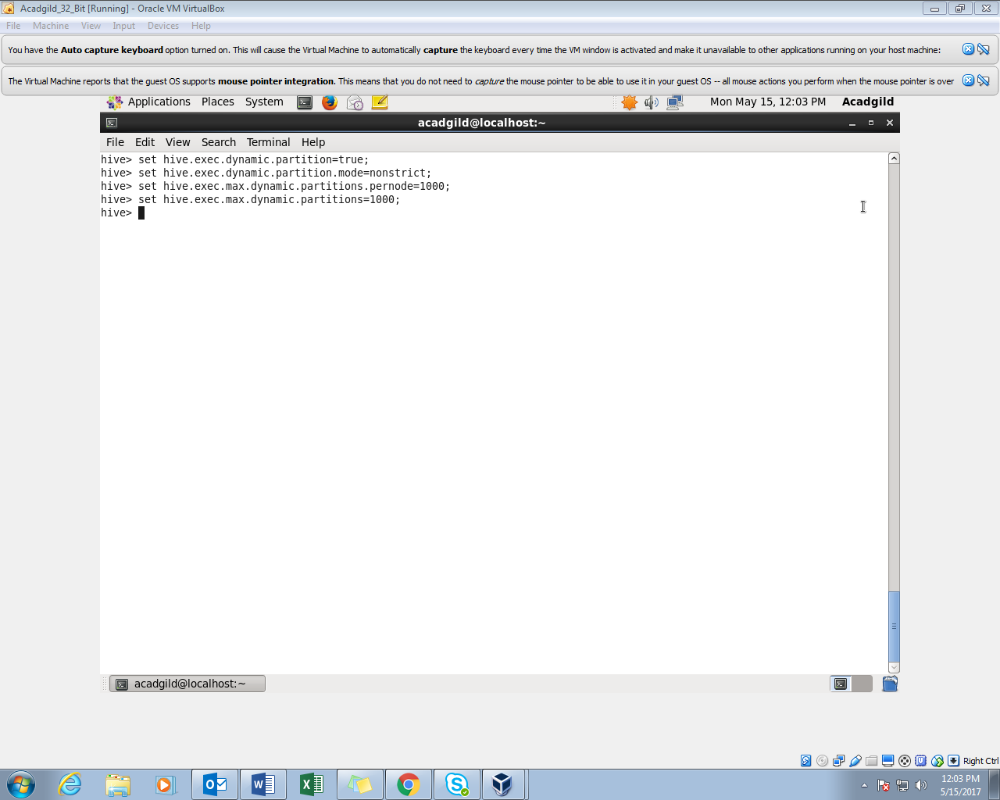 Acadgild_32_Bit [Running] - Oracle VM VirtualBox
File Machine View Input Devices Help
You have the Auto capture keyboard option turned on. This will cause the Virtual Machine to automatically capture the keyboard every time the VM window is activated and make it unavailable to other applications running on your host machine:
The Virtual Machine reports that the guest OS supports mouse pointer integration. This means that you do not need to capture the mouse pointer to be able to use it in your guest OS -- all mouse actions you perform when the mouse pointer is over
Applications Places System Mon May 15, 12:03 PM Acadgild
acadgild@localhost:~
File Edit View Search Terminal Help
hive> set hive.exec.dynamic.partition=true;
hive> set hive.exec.dynamic.partition.mode=nonstrict;
hive> set hive.exec.max.dynamic.partitions.pernode=1000;
hive> set hive.exec.max.dynamic.partitions=1000;
hive>
acadgild@localhost:~
Right Ctrl
12:03 PM
5/15/2017